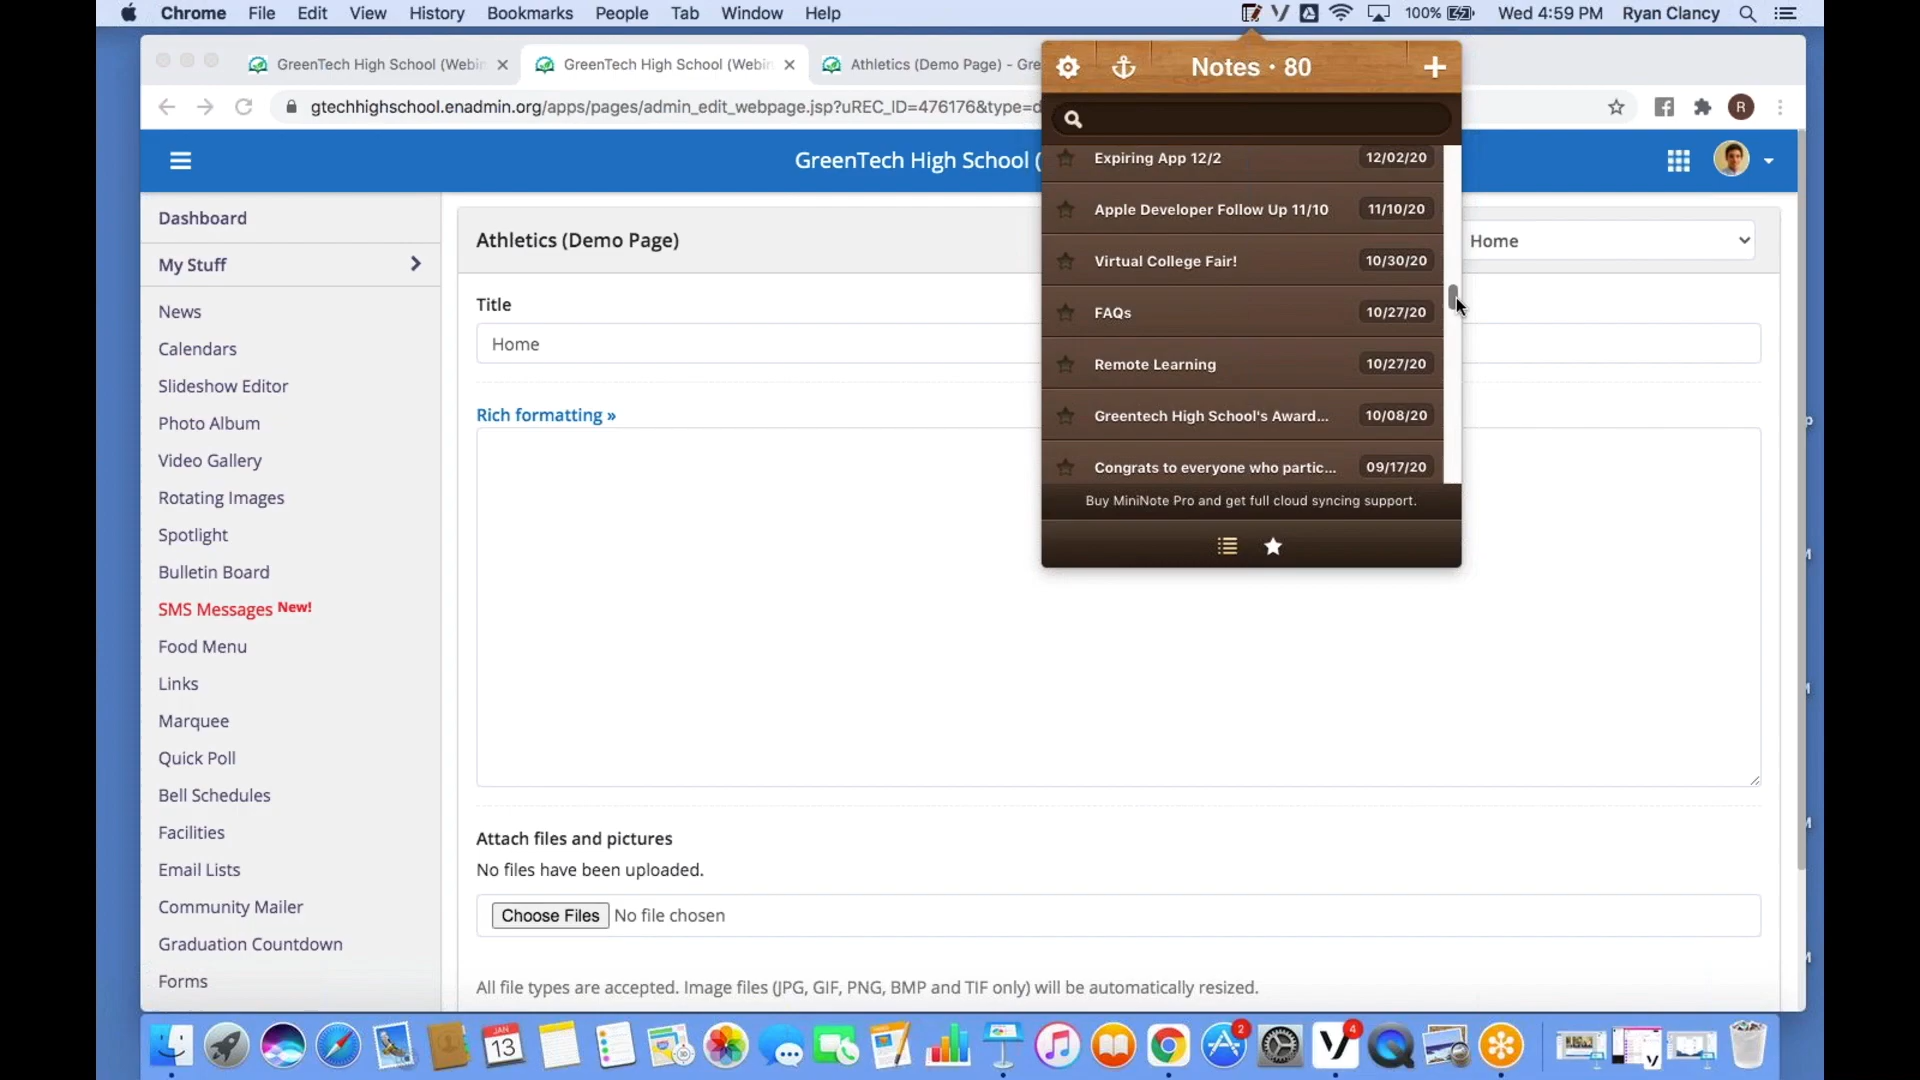 Chrome File Edit View History Bookmarks People Tab Window Help 100% Wed 4:59 PM Ryan Clancy
GreenTech High School (Webin
GreenTech High School (Webin
Athletics (Demo Page) - Gre
gtechhighschool.enadmin.org/apps/pages/admin_edit_webpage.jsp?uREC_ID=476176&type=d
R
GreenTech High School (
Notes · 80
Expiring App 12/2 12/02/20
Apple Developer Follow Up 11/10 11/10/20
Virtual College Fair! 10/30/20
FAQs 10/27/20
Remote Learning 10/27/20
Greentech High School's Award... 10/08/20
Congrats to everyone who partic... 09/17/20
Buy MiniNote Pro and get full cloud syncing support.
Dashboard
My Stuff
News
Calendars
Slideshow Editor
Photo Album
Video Gallery
Rotating Images
Spotlight
Bulletin Board
SMS Messages New!
Food Menu
Links
Marquee
Quick Poll
Bell Schedules
Facilities
Email Lists
Community Mailer
Graduation Countdown
Forms
Athletics (Demo Page)
Home
Title
Home
Rich formatting »
Attach files and pictures
No files have been uploaded.
Choose Files No file chosen
All file types are accepted. Image files (JPG, GIF, PNG, BMP and TIF only) will be automatically resized.
JAN
13
2
4